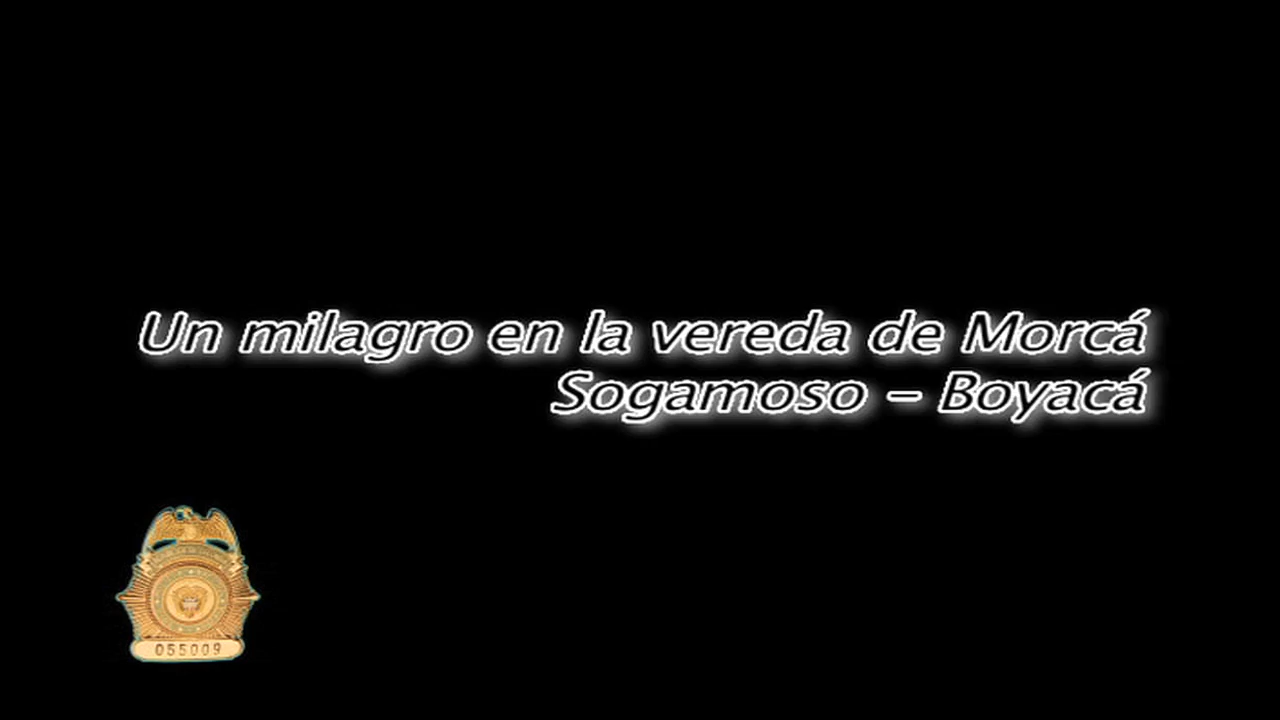 Un milagro en la vereda de Morcá
Sogamoso – Boyacá
055009